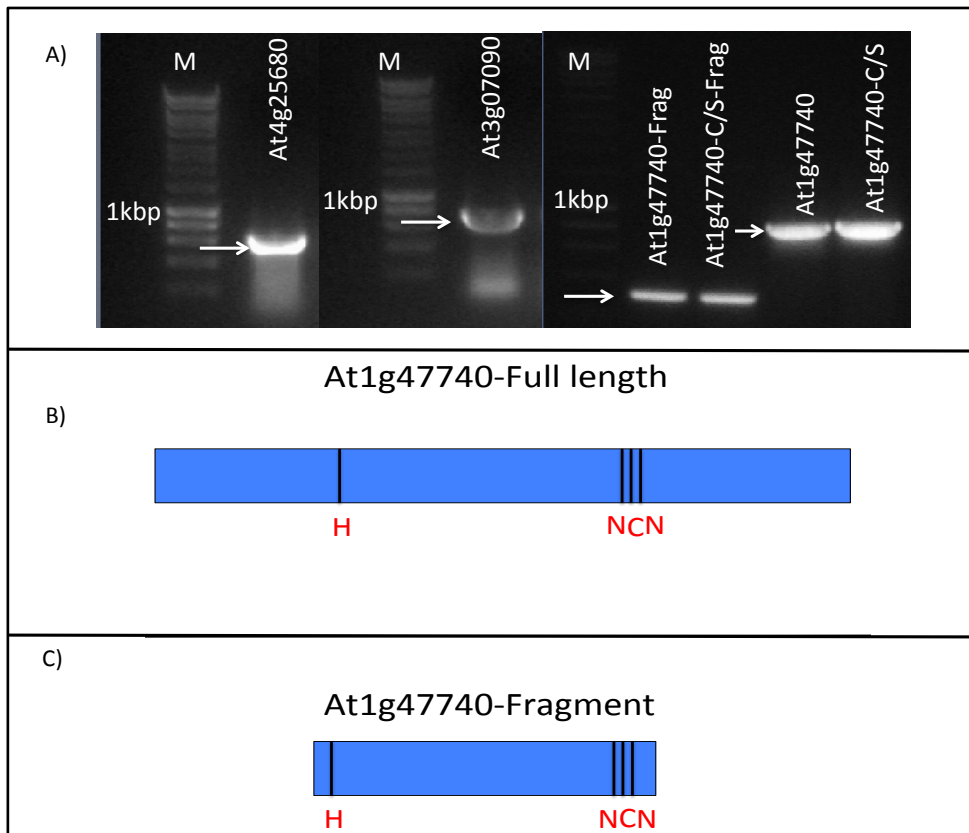 A)
M
At4g25680
1kbp
M
At3g07090
1kbp
M
At1g47740-Frag
At1g47740-C/S-Frag
At1g47740
At1g47740-C/S
1kbp
At1g47740-Full length
B)
H
NCN
C)
At1g47740-Fragment
H
NCN